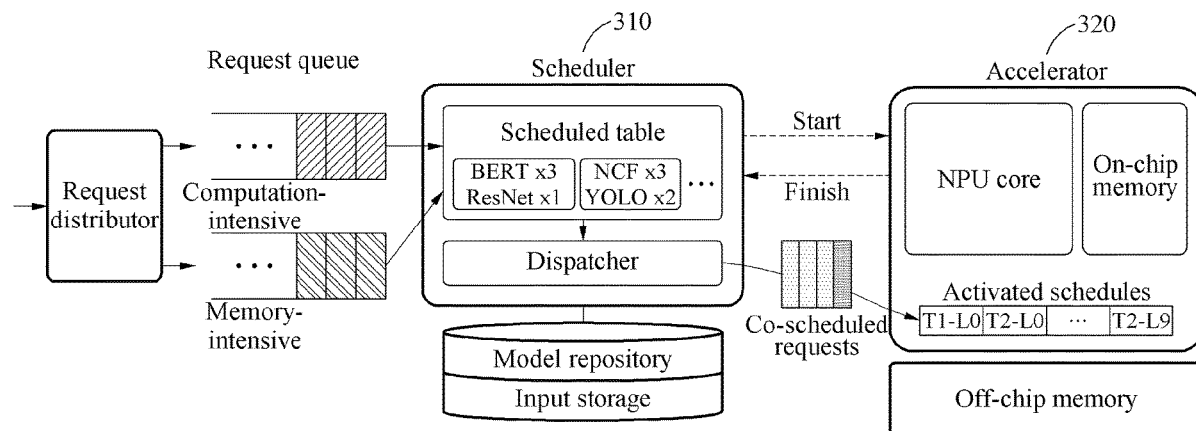 310
320
Request queue
Scheduler
Accelerator
Request
distributor
• • •
Computation-
intensive
• • •
Memory-
intensive
Scheduled table
BERT x3
ResNet x1
NCF x3
YOLO x2
• • •
Dispatcher
Model repository
Input storage
Start
Finish
Co-scheduled
requests
NPU core
On-chip
memory
Activated schedules
T1-L0 T2-L0 ... T2-L9
Off-chip memory